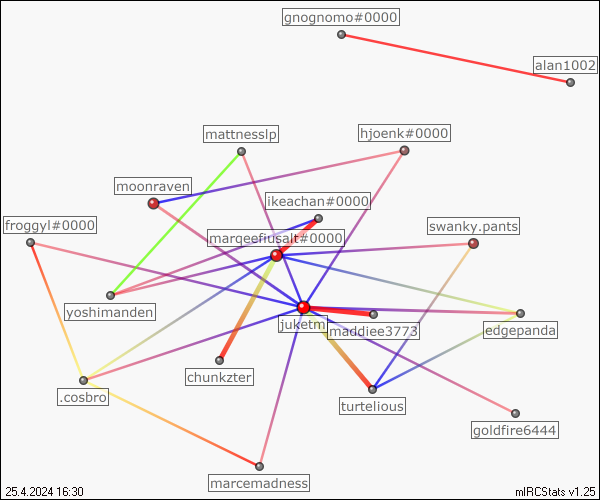 gnognomo#0000
alan1002
mattnesslp
hjoenk#0000
moonraven
ikeachan#0000
froggyl#0000
swanky.pants
marqeefiusalt#0000
yoshimanden
juketm
maddiee3773
edgepanda
chunkzter
.cosbro
turtelious
goldfire6444
marcemadness
25.4.2024 16:30
mIRCStats v1.25